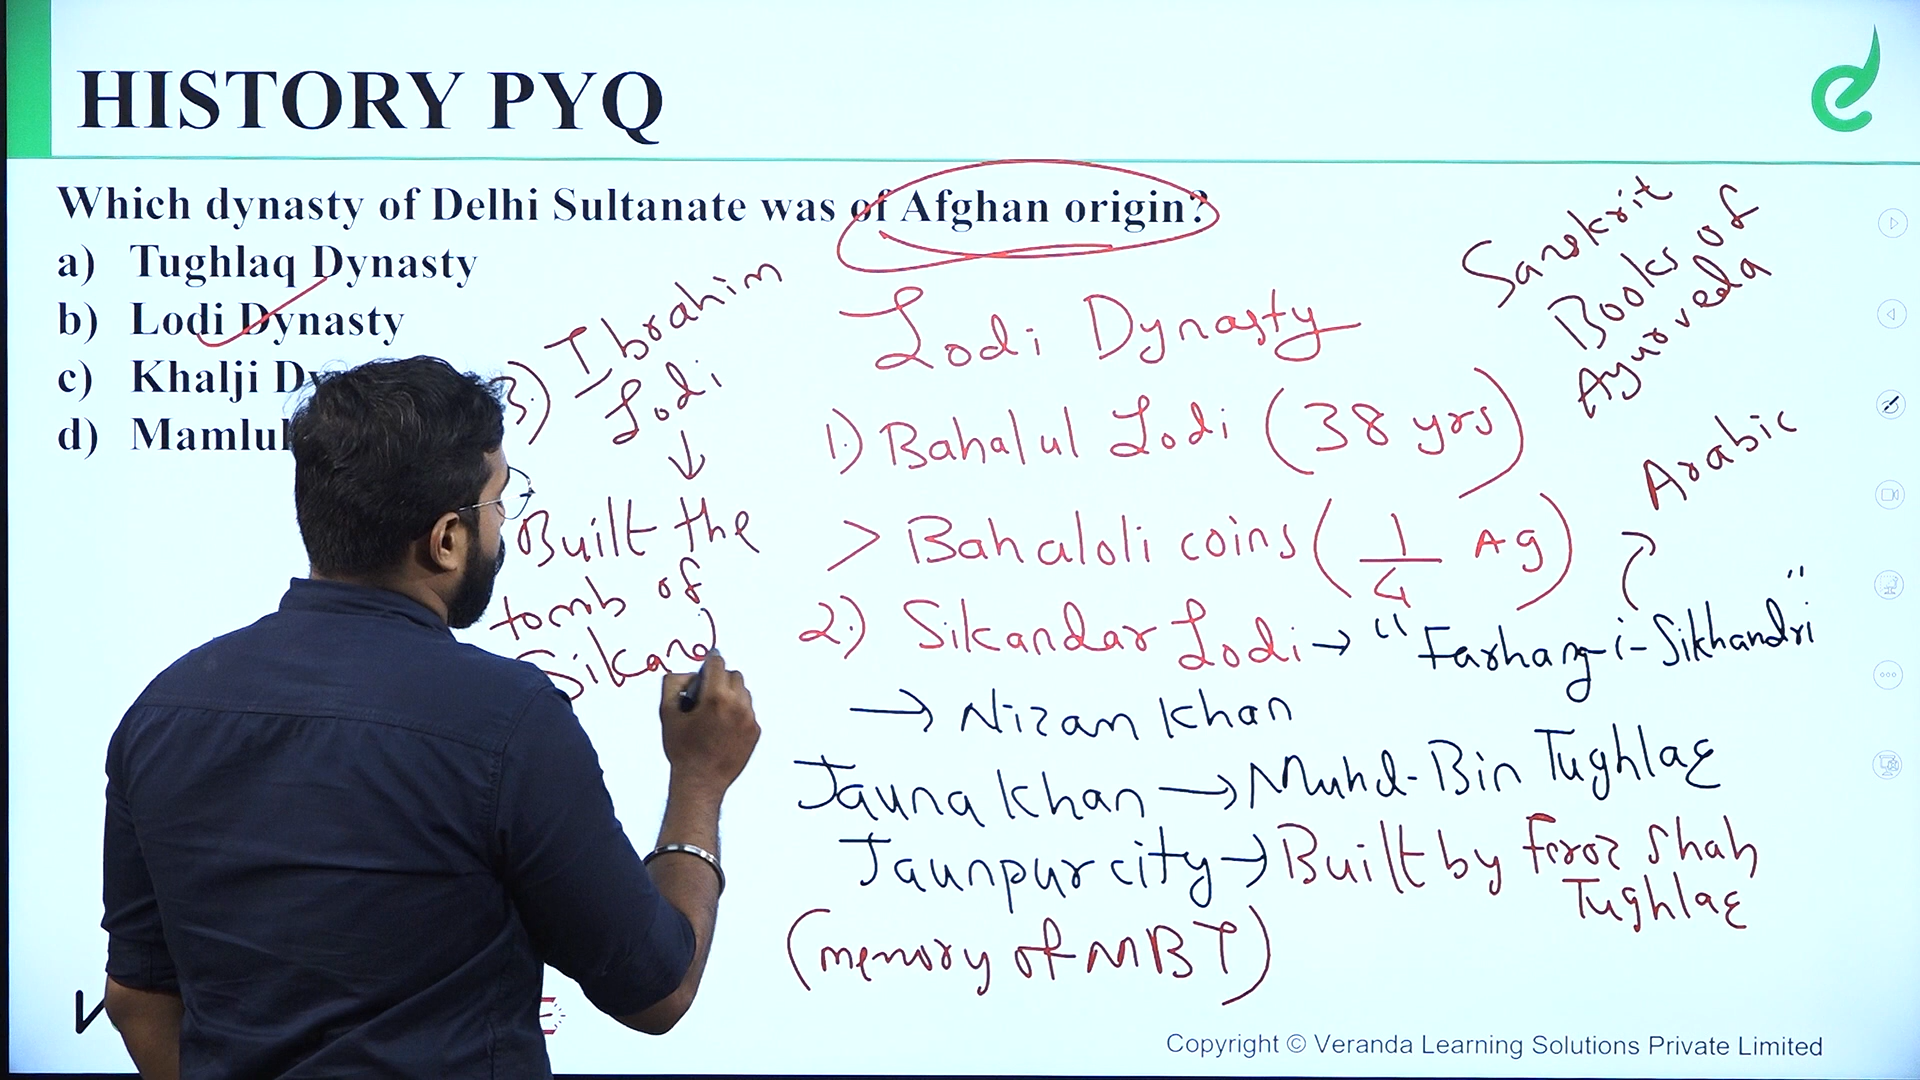 HISTORY PYQ
Which dynasty of Delhi Sultanate was of Afghan origin?
a) Tughlaq Dynasty
b) Lodi Dynasty
c) Khalji
d)
3.) Ibrahim
Lodi
↓
Built the
tomb of
Sikand
Lodi Dynasty
1.) Bahalul Lodi (38 yrs)
> Bahaloli coins (1/4 Ag)
2.) Sikandar Lodi → "Farhang-i-Sikhandri"
→ Nizam Khan
Jauna Khan → Muhd-Bin Tughlaq
Jaunpur city → Built by Firoz Shah
Tughlaq
(memory of MBT)
Sanskrit
Books of
Ayurveda
Arabic
Copyright © Veranda Learning Solutions Private Limited